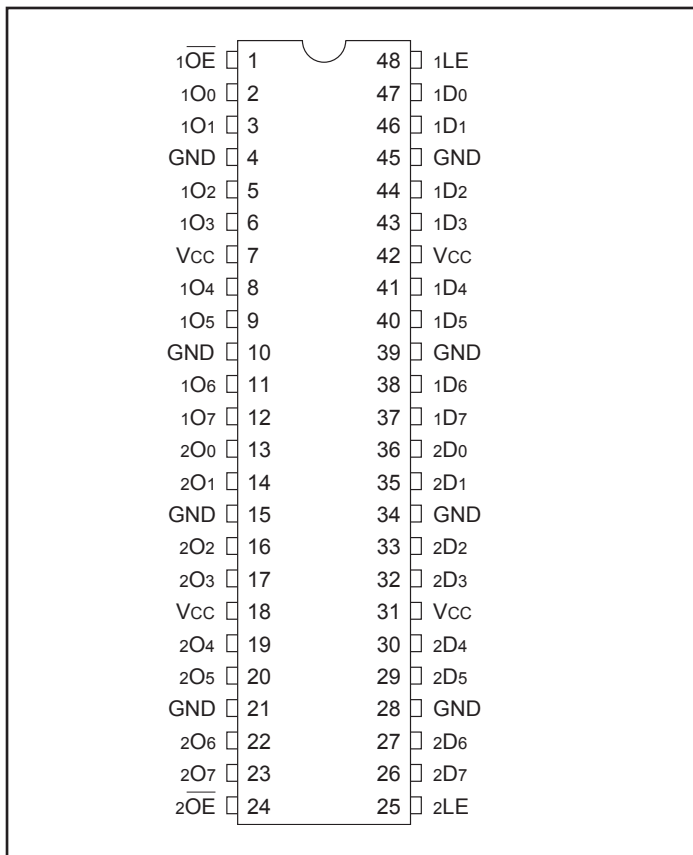 1OE 1 48 1LE
1O0 2 47 1D0
1O1 3 46 1D1
GND 4 45 GND
1O2 5 44 1D2
1O3 6 43 1D3
VCC 7 42 VCC
1O4 8 41 1D4
1O5 9 40 1D5
GND 10 39 GND
1O6 11 38 1D6
1O7 12 37 1D7
2O0 13 36 2D0
2O1 14 35 2D1
GND 15 34 GND
2O2 16 33 2D2
2O3 17 32 2D3
VCC 18 31 VCC
2O4 19 30 2D4
2O5 20 29 2D5
GND 21 28 GND
2O6 22 27 2D6
2O7 23 26 2D7
2OE 24 25 2LE